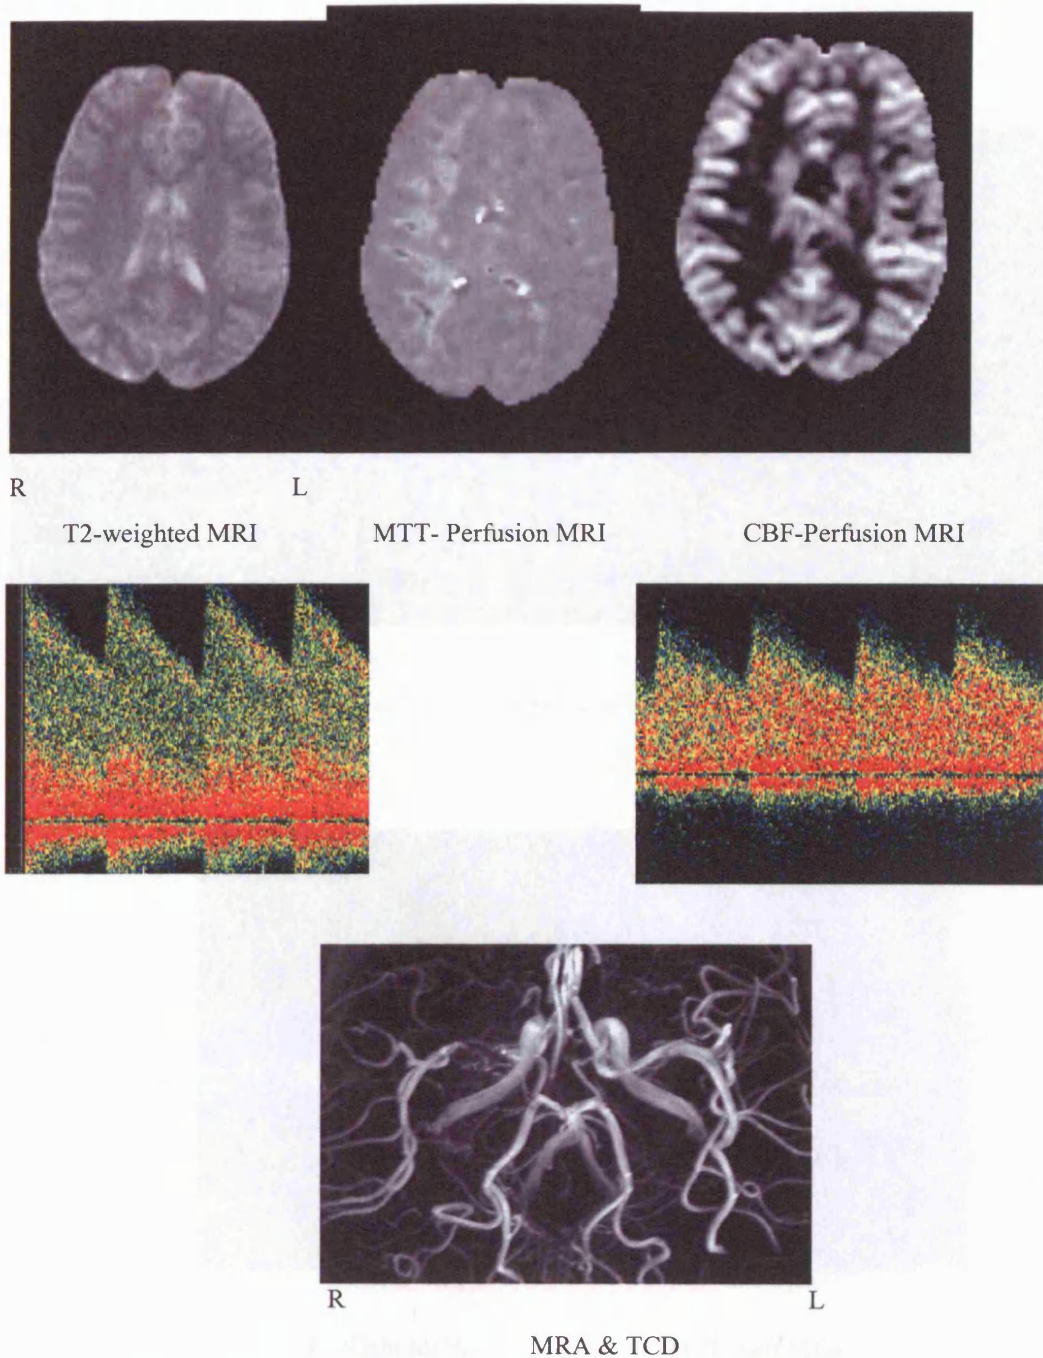 R L
T2-weighted MRI MTT- Perfusion MRI CBF-Perfusion MRI
R L
MRA & TCD